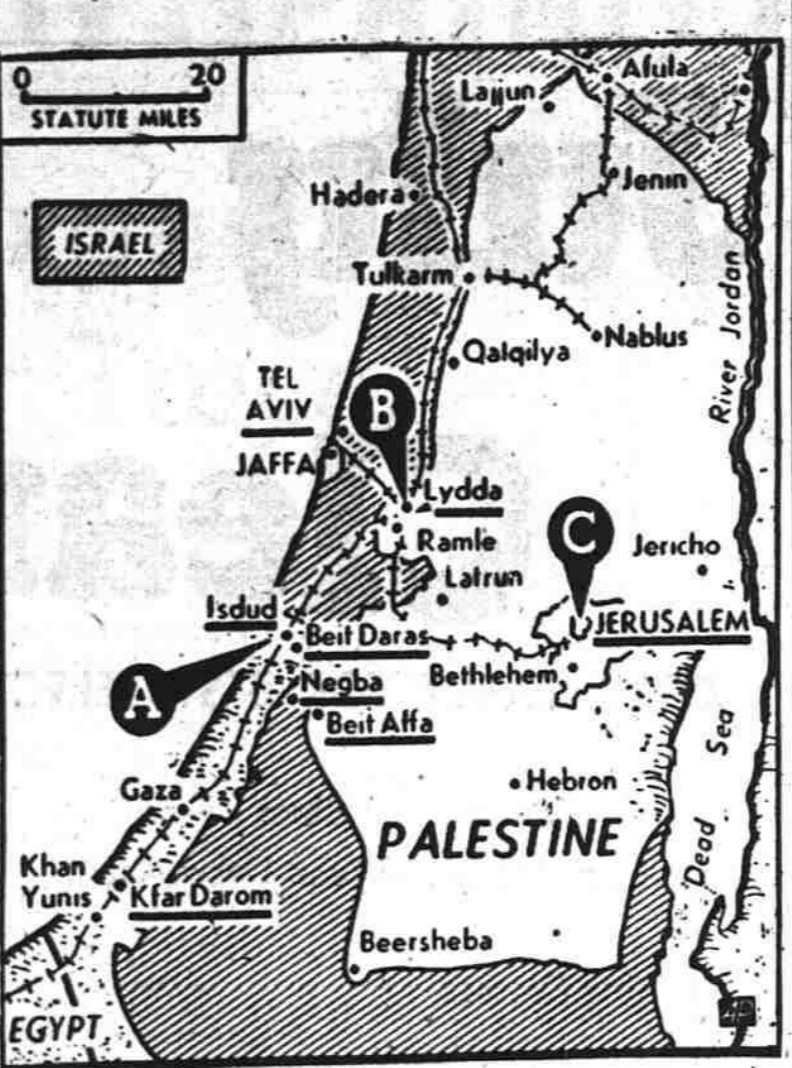 0 20
STATUTE MILES
Afula
Lajjun
Jenin
Hadera
ISRAEL
Tulkarm
Nablus
Qalqilya
River Jordan
TEL
AVIV
B
JAFFA
Lydda
Ramle
C
Jericho
Latrun
Isdud
JERUSALEM
Beit Daras
Bethlehem
A
Negba
Beit Affa
Dead Sea
Hebron
Gaza
PALESTINE
Khan
Yunis
Kfar Darom
Beersheba
EGYPT